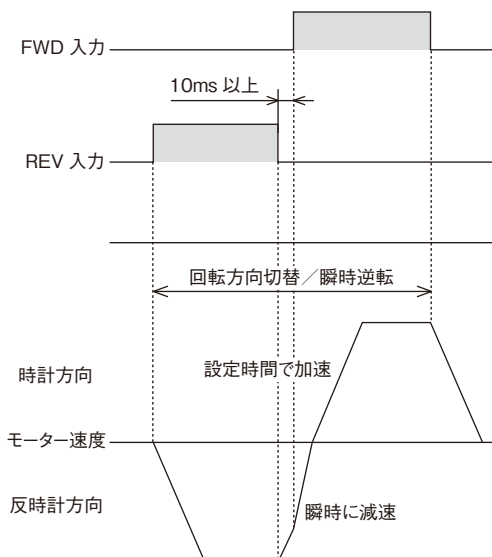 FWD 入力
10ms 以上
REV 入力
回転方向切替／瞬時逆転
設定時間で加速
時計方向
モーター速度
反時計方向
瞬時に減速